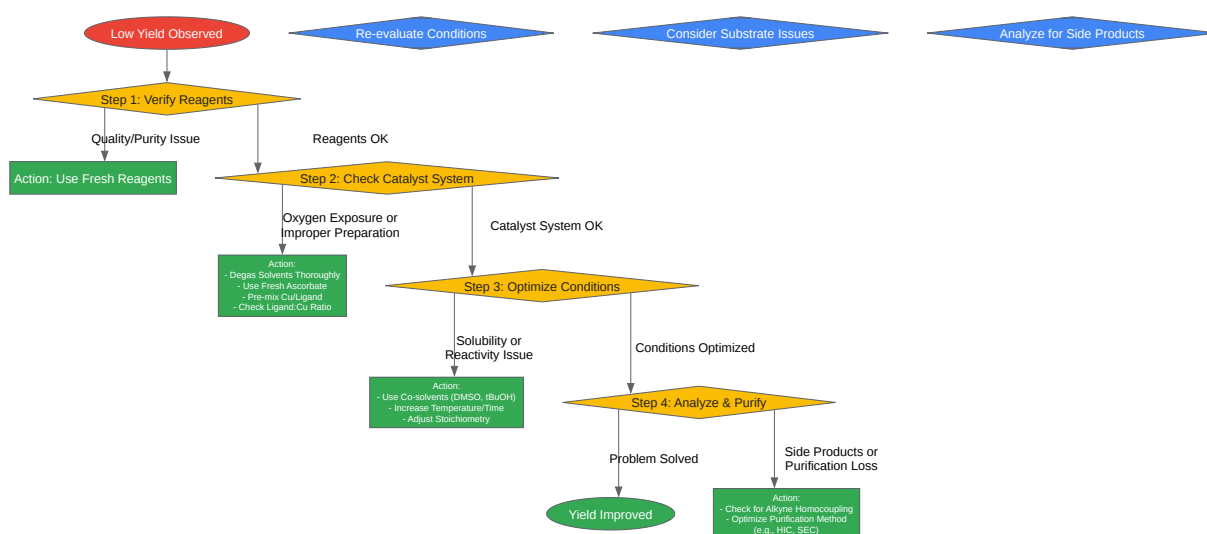 Low Yield Observed
Re-evaluate Conditions
Consider Substrate Issues
Analyze for Side Products
Step 1: Verify Reagents
Quality/Purity Issue
Reagents OK
Action: Use Fresh Reagents
Step 2: Check Catalyst System
Oxygen Exposure or
Improper Preparation
Catalyst System OK
Action:
- Degas Solvents Thoroughly
- Use Fresh Ascorbate
- Pre-mix Cu/Ligand
- Check Ligand:Cu Ratio
Step 3: Optimize Conditions
Solubility or
Reactivity Issue
Conditions Optimized
Action:
- Use Co-solvents (DMSO, tBuOH)
- Increase Temperature/Time
- Adjust Stoichiometry
Step 4: Analyze & Purify
Problem Solved
Side Products or
Purification Loss
Yield Improved
Action:
- Check for Alkyne Homocoupling
- Optimize Purification Method
(e.g., HIC, SEC)